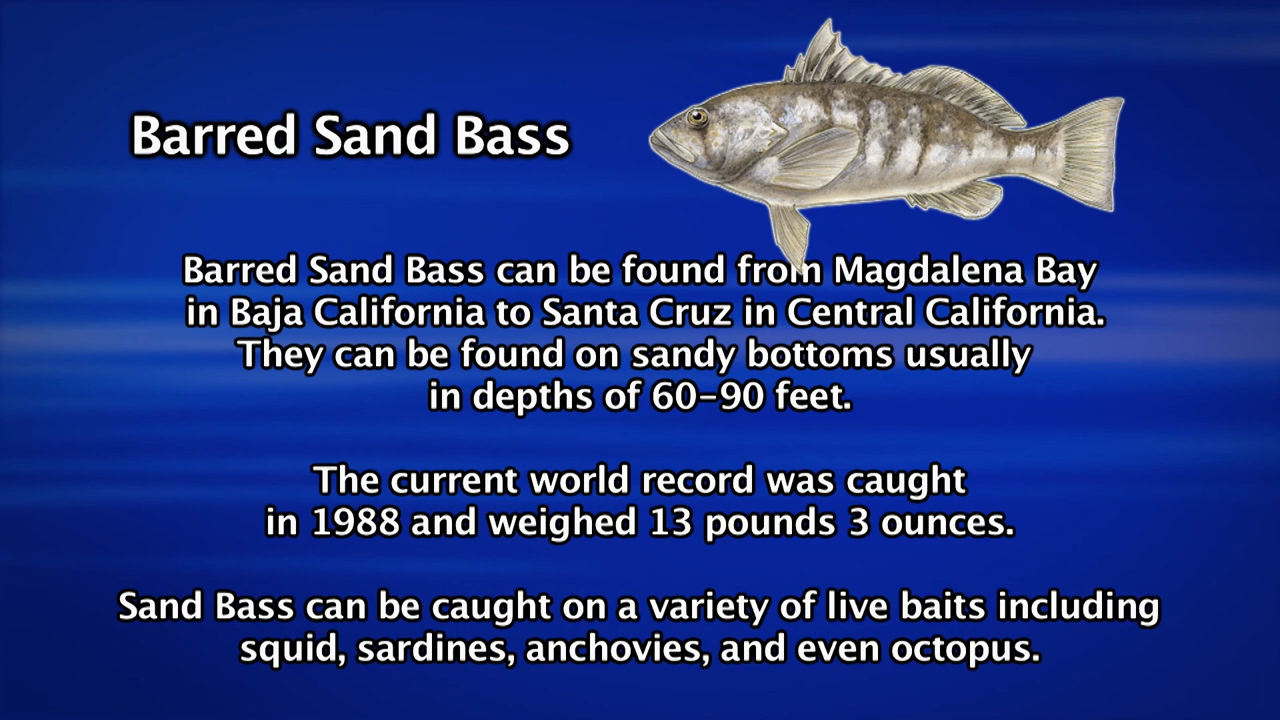 Barred Sand Bass
Barred Sand Bass can be found from Magdalena Bay
in Baja California to Santa Cruz in Central California.
They can be found on sandy bottoms usually
in depths of 60-90 feet.
The current world record was caught
in 1988 and weighed 13 pounds 3 ounces.
Sand Bass can be caught on a variety of live baits including
squid, sardines, anchovies, and even octopus.